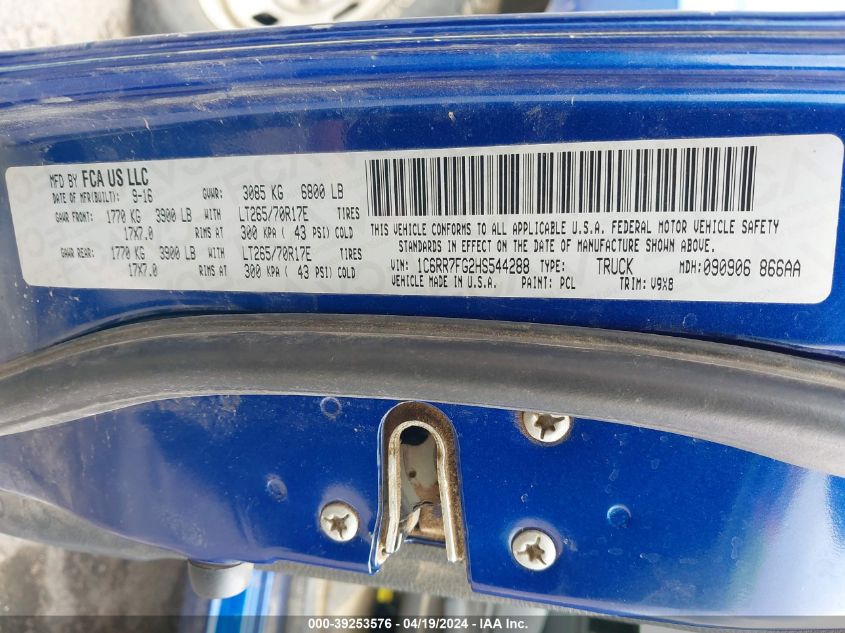 MFD BY FCA US LLC
DATE OF MFR(BUILT): 9-16 GVWR: 3085 KG 6800 LB
GAWR FRONT: 1770 KG 3900 LB WITH LT265/70R17E TIRES
17X7.0 RIMS AT 300 KPA ( 43 PSI) COLD
GAWR REAR: 1770 KG 3900 LB WITH LT265/70R17E TIRES
17X7.0 RIMS AT 300 KPA ( 43 PSI) COLD
THIS VEHICLE CONFORMS TO ALL APPLICABLE U.S.A. FEDERAL MOTOR VEHICLE SAFETY
STANDARDS IN EFFECT ON THE DATE OF MANUFACTURE SHOWN ABOVE.
VIN: 1C6RR7FG2HS544288 TYPE: TRUCK MDH: 090906 866AA
VEHICLE MADE IN U.S.A. PAINT: PCL TRIM: V9X8
000-39253576 - 04/19/2024 - IAA Inc.